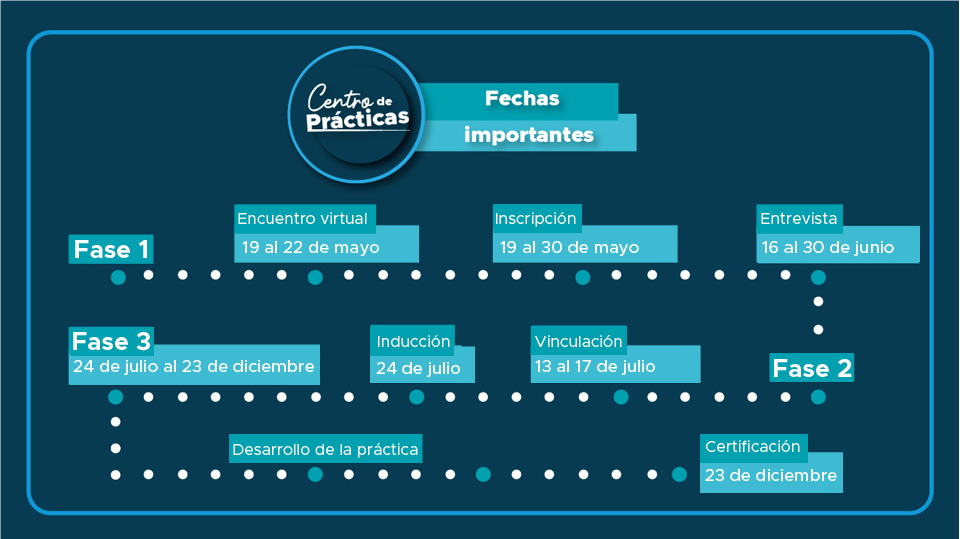 Centro de
Prácticas
Fechas
importantes
Fase 1
Encuentro virtual
19 al 22 de mayo
Inscripción
19 al 30 de mayo
Entrevista
16 al 30 de junio
Fase 2
Vinculación
13 al 17 de julio
Inducción
24 de julio
Fase 3
24 de julio al 23 de diciembre
Desarrollo de la práctica
Certificación
23 de diciembre